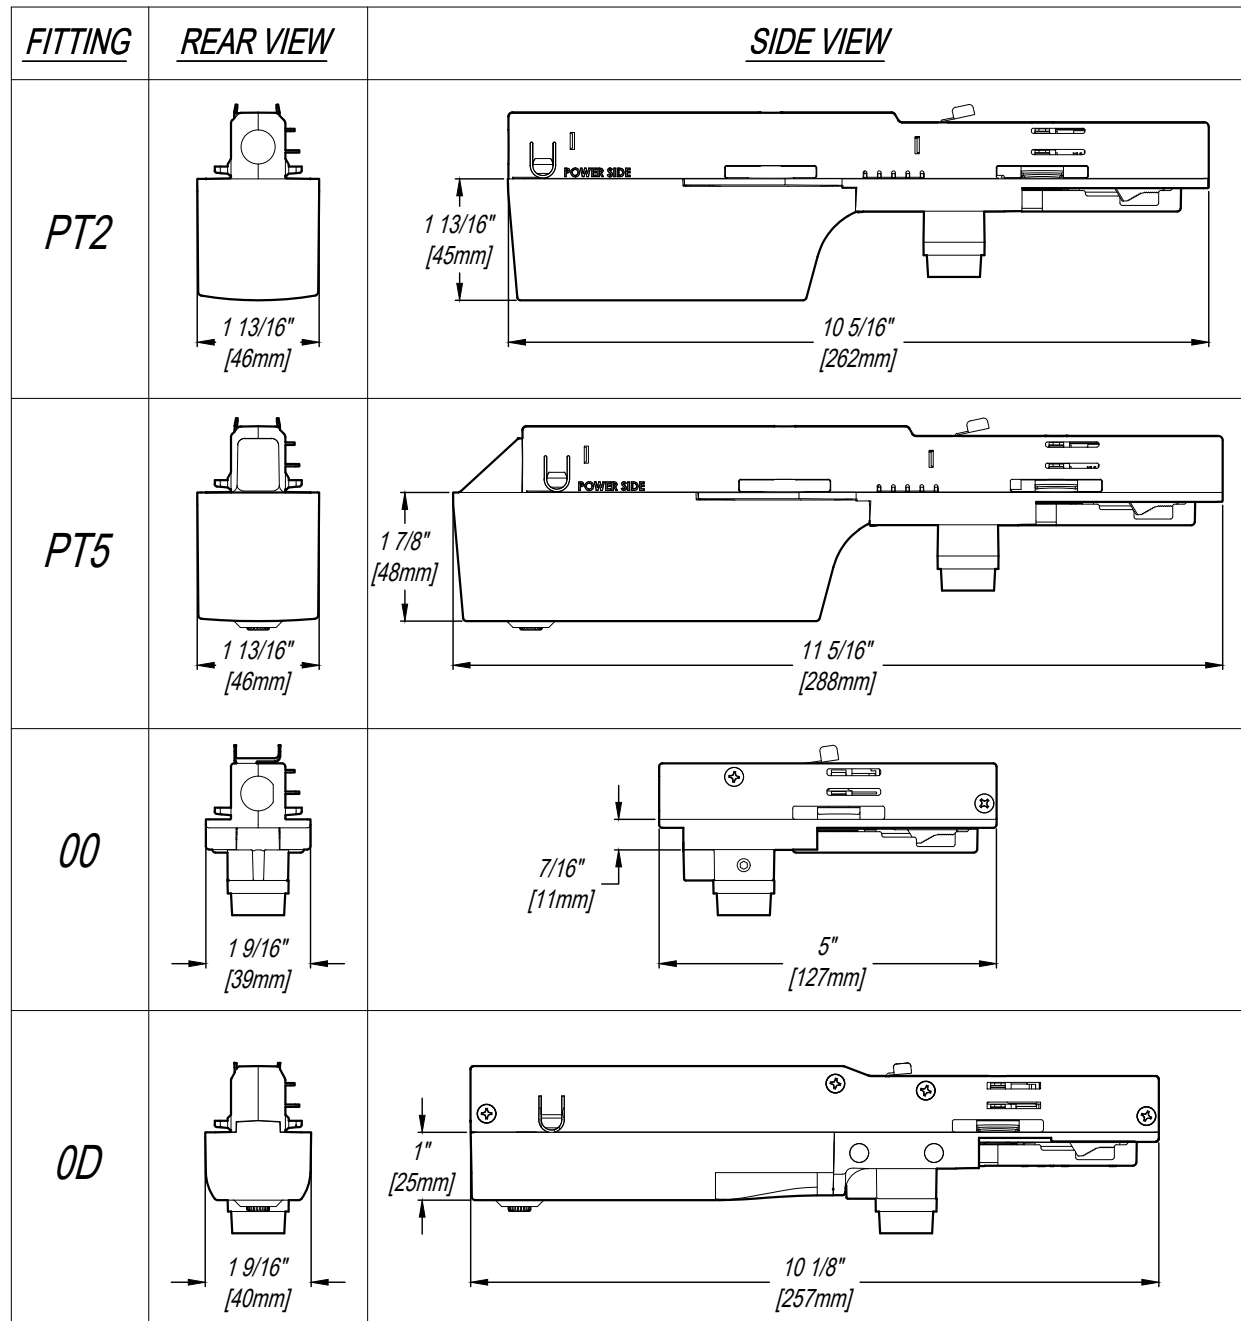 FITTING
REAR VIEW
SIDE VIEW
PT2
1 13/16"
[46mm]
POWER SIDE
1 13/16"
[45mm]
10 5/16"
[262mm]
PT5
1 13/16"
[46mm]
POWER SIDE
1 7/8"
[48mm]
11 5/16"
[288mm]
00
1 9/16"
[39mm]
7/16"
[11mm]
5"
[127mm]
0D
1 9/16"
[40mm]
1"
[25mm]
10 1/8"
[257mm]